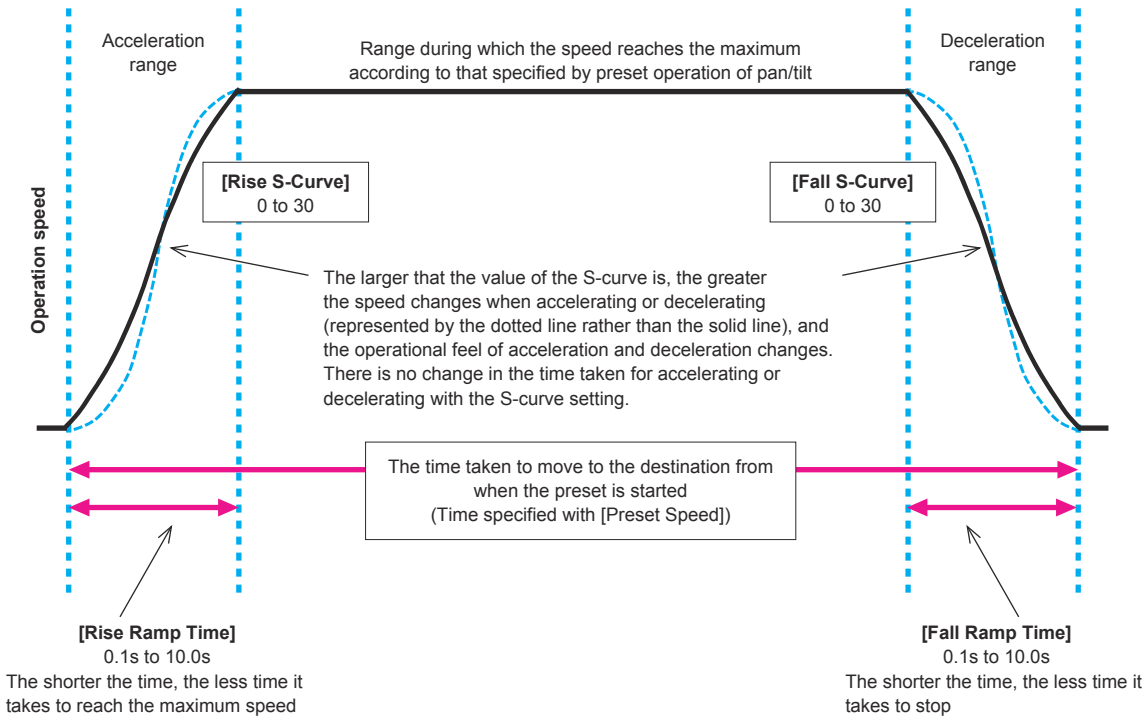 Acceleration
range
Range during which the speed reaches the maximum
according to that specified by preset operation of pan/tilt
Deceleration
range
Operation speed
[Rise S-Curve]
0 to 30
[Fall S-Curve]
0 to 30
The larger that the value of the S-curve is, the greater
the speed changes when accelerating or decelerating
(represented by the dotted line rather than the solid line), and
the operational feel of acceleration and deceleration changes.
There is no change in the time taken for accelerating or
decelerating with the S-curve setting.
The time taken to move to the destination from
when the preset is started
(Time specified with [Preset Speed])
[Rise Ramp Time]
0.1s to 10.0s
The shorter the time, the less time it
takes to reach the maximum speed
[Fall Ramp Time]
0.1s to 10.0s
The shorter the time, the less time it
takes to stop